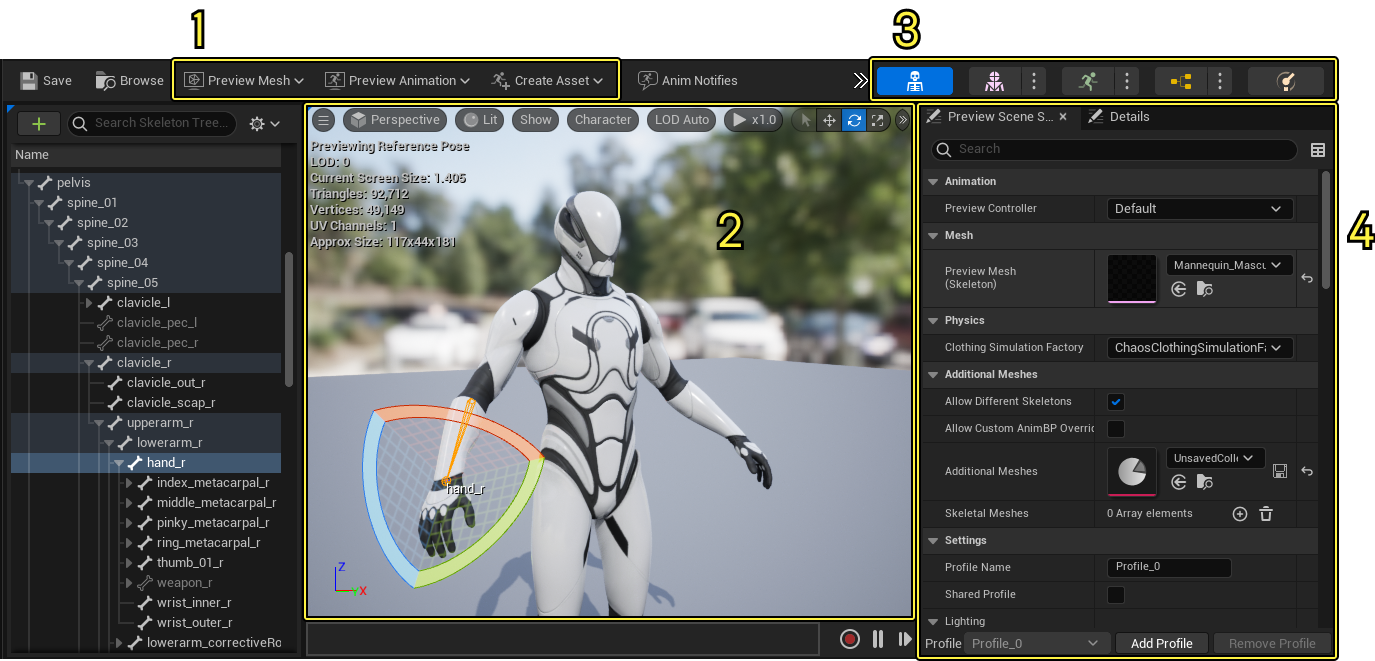 1
3
Save
Browse
Preview Mesh
Preview Animation
Create Asset
Anim Notifies
Search Skeleton Tree...
Name
pelvis
spine_01
spine_02
spine_03
spine_04
spine_05
clavicle_l
clavicle_pec_l
clavicle_pec_r
clavicle_r
clavicle_out_r
clavicle_scap_r
upperarm_r
lowerarm_r
hand_r
index_metacarpal_r
middle_metacarpal_r
pinky_metacarpal_r
ring_metacarpal_r
thumb_01_r
weapon_r
wrist_inner_r
wrist_outer_r
lowerarm_correctiveRo
Perspective
Lit
Show
Character
LOD Auto
x1.0
Previewing Reference Pose
LOD: 0
Current Screen Size: 1.405
Triangles: 92,712
Vertices: 49,149
UV Channels: 1
Approx Size: 117x44x181
2
hand_r
Z
X
Preview Scene S...
Details
Search
4
Animation
Preview Controller
Default
Mesh
Preview Mesh
(Skeleton)
Mannequin_Mascu
Physics
Clothing Simulation Factory
ChaosClothingSimulationFa
Additional Meshes
Allow Different Skeletons
Allow Custom AnimBP Overric
Additional Meshes
UnsavedColle
Skeletal Meshes
0 Array elements
Settings
Profile Name
Profile_0
Shared Profile
Lighting
Profile
Profile_0
Add Profile
Remove Profile